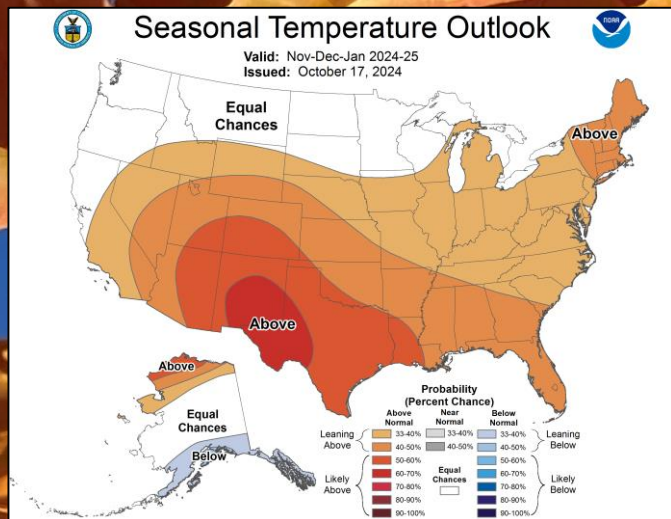 Seasonal Temperature Outlook
NOAA
Valid: Nov-Dec-Jan 2024-25
Issued: October 17, 2024
Equal
Chances
Above
Above
Above
Equal
Chances
Below
Probability
(Percent Chance)
Above
Normal
Near
Normal
Below
Normal
Leaning
Above
33-40%
40-50%
33-40%
40-50%
33-40%
40-50%
Leaning
Below
Likely
Above
50-60%
60-70%
70-80%
80-90%
90-100%
Equal
Chances
50-60%
60-70%
70-80%
80-90%
90-100%
Likely
Below